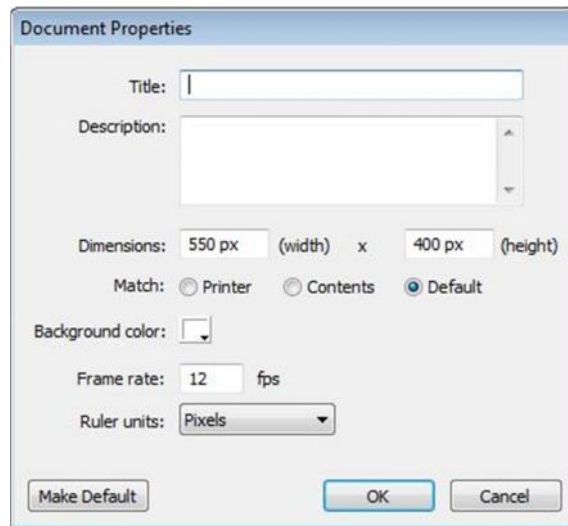 Document Properties
Title:
Description:
Dimensions: 550 px (width) x 400 px (height)
Match: Printer Contents Default
Background color:
Frame rate: 12 fps
Ruler units: Pixels
Make Default OK Cancel